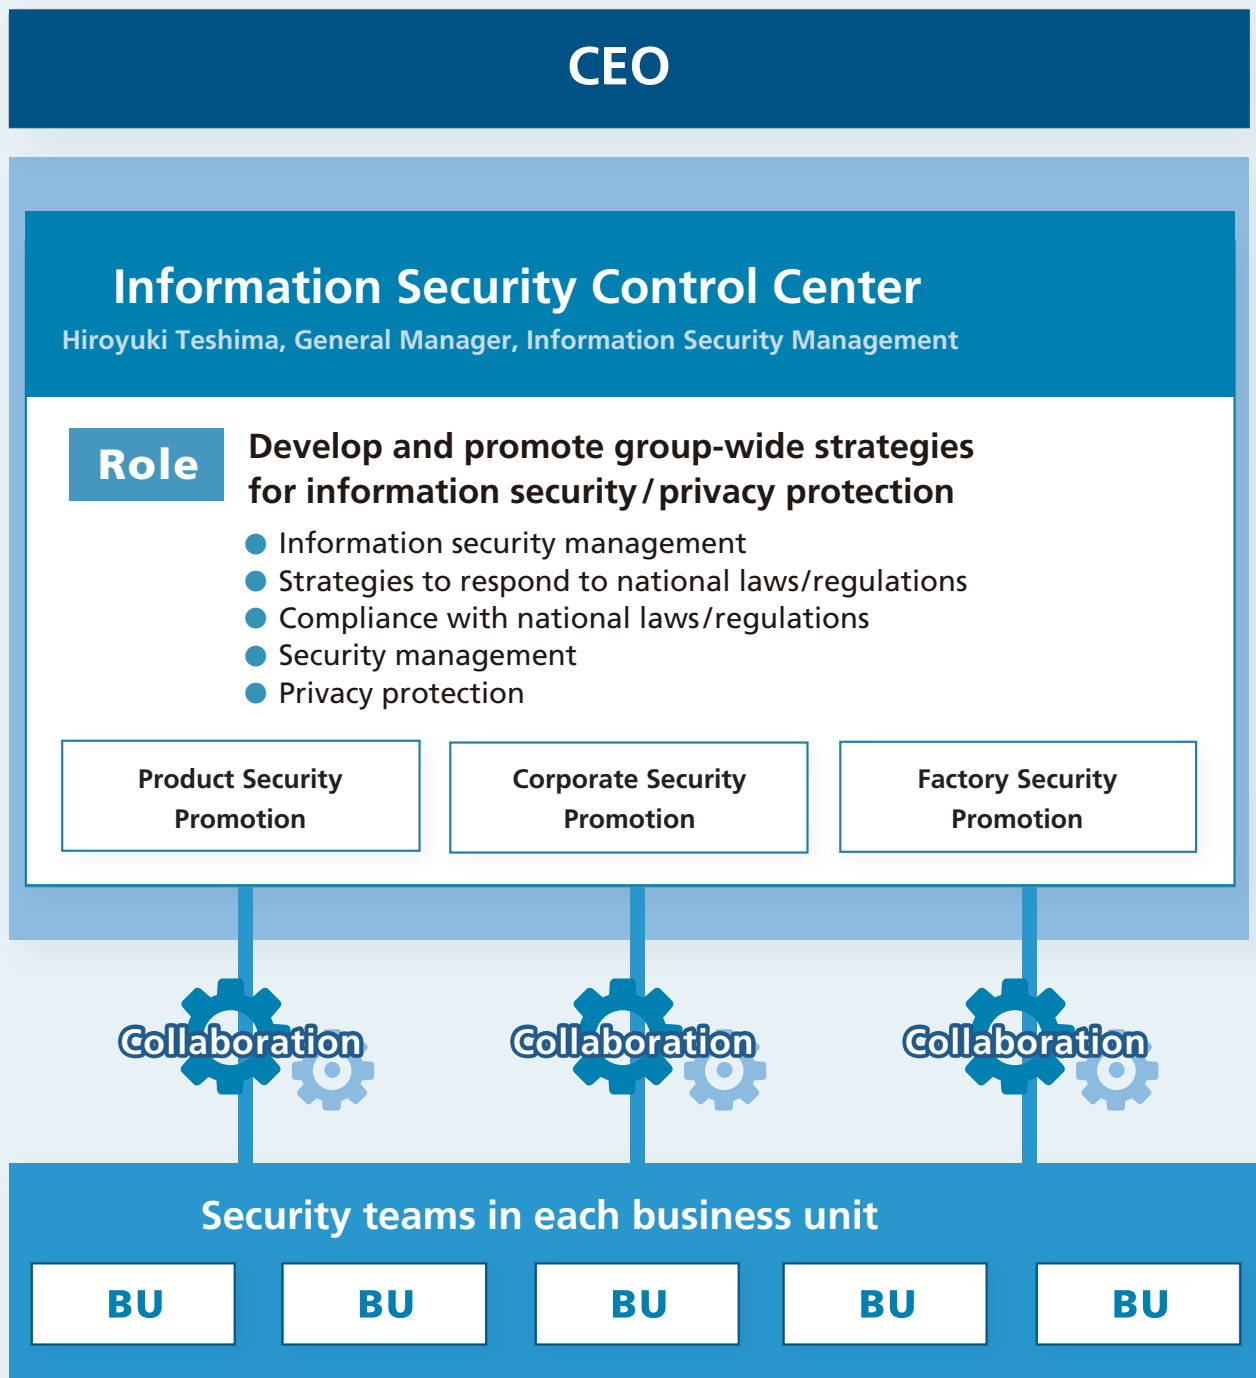 CEO
Information Security Control Center
Hiroyuki Teshima, General Manager, Information Security Management
Role
Develop and promote group-wide strategies
for information security/privacy protection
● Information security management
● Strategies to respond to national laws/regulations
● Compliance with national laws/regulations
● Security management
● Privacy protection
Product Security
Promotion
Corporate Security
Promotion
Factory Security
Promotion
Collaboration
Collaboration
Collaboration
Security teams in each business unit
BU
BU
BU
BU
BU